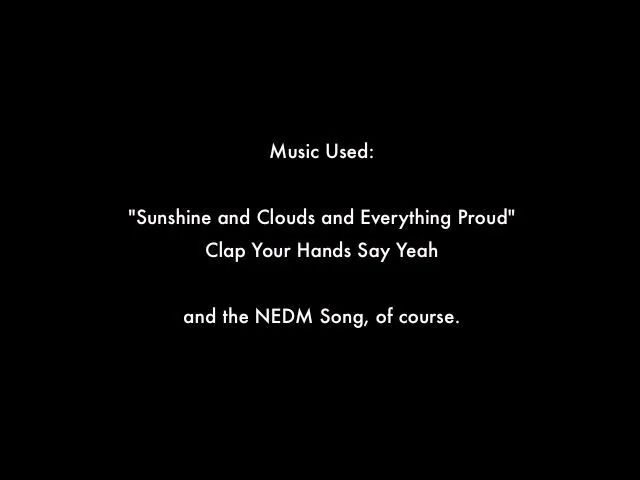 Music Used:
"Sunshine and Clouds and Everything Proud"
Clap Your Hands Say Yeah
and the NEDM Song, of course.